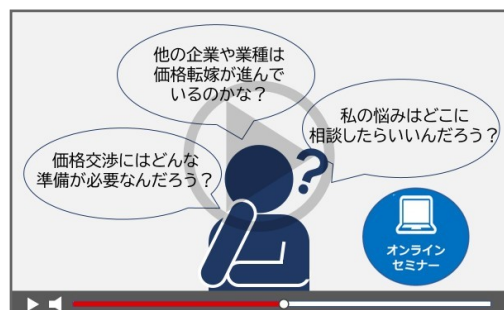 他の企業や業種は
価格転嫁が進んで
いるのかな？
私の悩みはどこに
相談したらいいんだろう？
価格交渉にはどんな
準備が必要なんだろう？
オンライン
セミナー